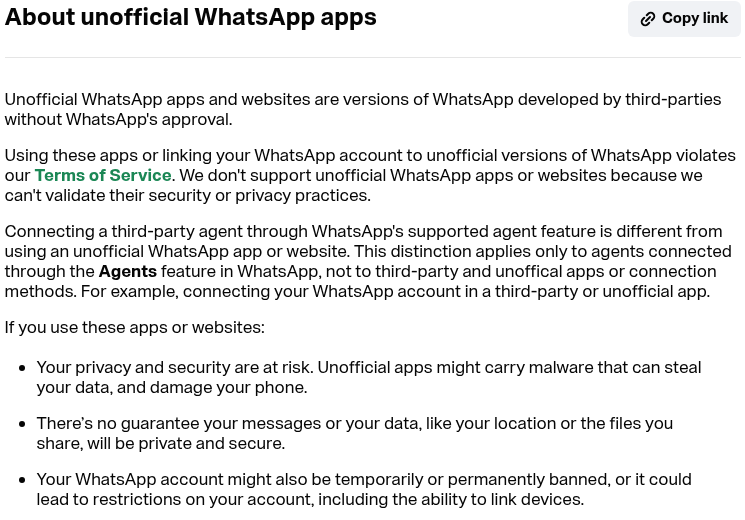 About unofficial WhatsApp apps
Copy link
Unofficial WhatsApp apps and websites are versions of WhatsApp developed by third-parties
without WhatsApp's approval.
Using these apps or linking your WhatsApp account to unofficial versions of WhatsApp violates
our Terms of Service. We don't support unofficial WhatsApp apps or websites because we
can't validate their security or privacy practices.
Connecting a third-party agent through WhatsApp's supported agent feature is different from
using an unofficial WhatsApp app or website. This distinction applies only to agents connected
through the Agents feature in WhatsApp, not to third-party and unoffical apps or connection
methods. For example, connecting your WhatsApp account in a third-party or unofficial app.
If you use these apps or websites:
• Your privacy and security are at risk. Unofficial apps might carry malware that can steal
your data, and damage your phone.
• There's no guarantee your messages or your data, like your location or the files you
share, will be private and secure.
• Your WhatsApp account might also be temporarily or permanently banned, or it could
lead to restrictions on your account, including the ability to link devices.